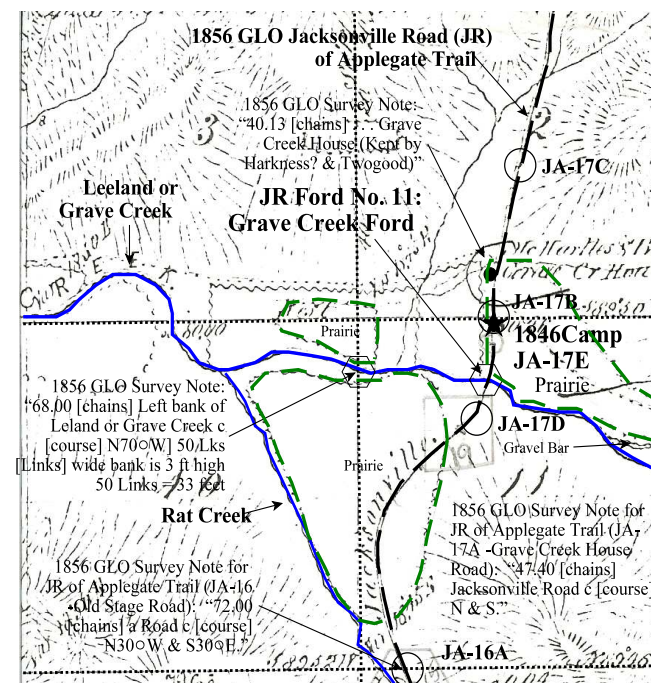 1856 GLO Jacksonville Road (JR)
of Applegate Trail
1856 GLO Survey Note:
“40.13 [chains] . . . Grave
Creek House (Kept by
Harkness? & Twogood)”
3
2
JA-17C
Leeland or
Grave Creek
JR Ford No. 11:
Grave Creek Ford
JA-17B
1846Camp
JA-17E
Prairie
Prairie
1856 GLO Survey Note:
“68.00 [chains] Left bank of
Leland or Grave Creek c
[course] N70○W] 50 Lks
[Links] wide bank is 3 ft high
50 Links = 33 feet
JA-17D
Gravel Bar
Prairie
19
10
11
Rat Creek
Jacksonville
1856 GLO Survey Note for
JR of Applegate Trail (JA-
17A -Grave Creek House
Road): “47.40 [chains]
Jacksonville Road c [course
N & S.”
1856 GLO Survey Note for
JR of Applegate Trail (JA-16
-Old Stage Road): “72.00
[chains] a Road c [course]
N30○W & S30○E.”
JA-16A